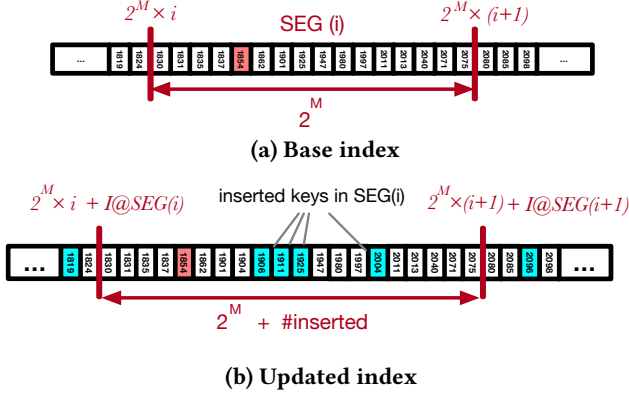 2^M × i SEG (i) 2^M × (i+1)
... 1819 1824 1830 1831 1835 1837 1854 1862 1901 1925 1947 1980 1997 2011 2013 2040 2071 2075 2080 2085 2098 ...
2^M
(a) Base index
inserted keys in SEG(i)
2^M × i + I@SEG(i) 2^M ×(i+1) + I@SEG(i+1)
... 1819 1824 1830 1831 1835 1837 1854 1862 1901 1904 1906 1911 1925 1947 1980 1997 2004 2011 2013 2040 2071 2075 2080 2085 2096 2098 ...
2^M + #inserted
(b) Updated index